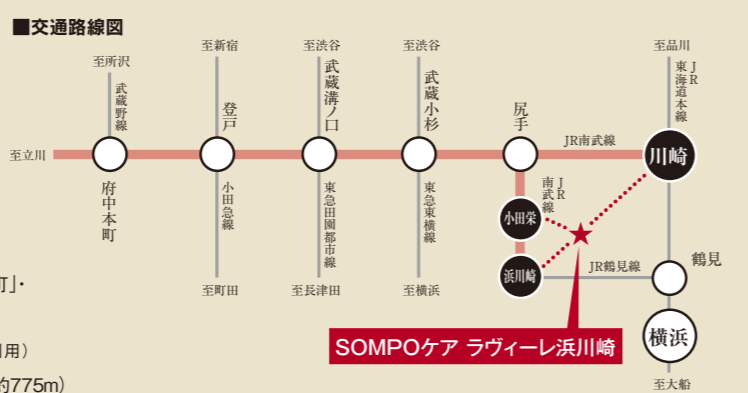 ■交通路線図
至所沢
武蔵野線
至新宿
登戸
至渋谷
武蔵溝ノ口
至渋谷
武蔵小杉
尻手
至品川
JR東海道本線
至立川
JR南武線
川崎
府中本町
小田急線
東急田園都市線
東急東横線
JR南武線
小田栄
浜川崎
JR鶴見線
鶴見
至町田
至長津田
至横浜
横浜
SOMPOケア ラヴィーレ浜川崎
至大船
町」・
用）
約775m）